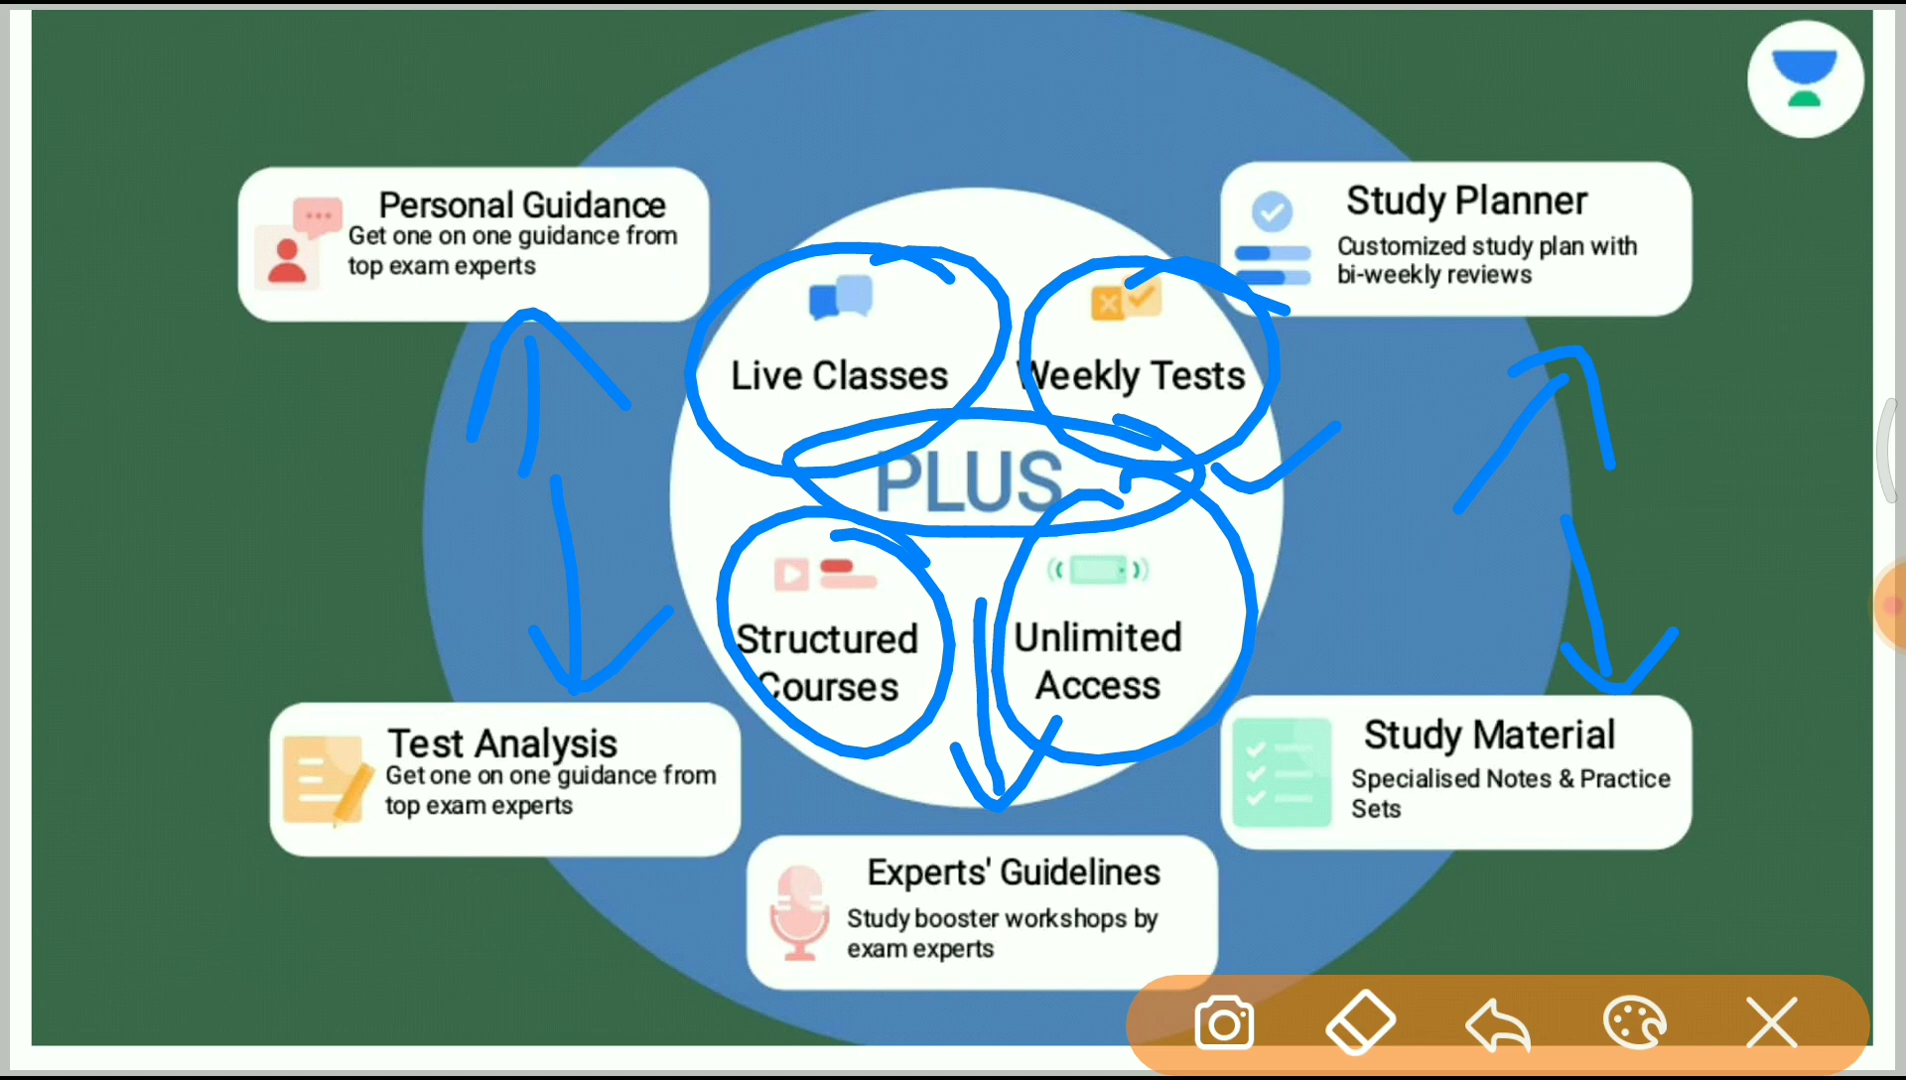 Personal Guidance
Get one on one guidance from
top exam experts
Study Planner
Customized study plan with
bi-weekly reviews
Live Classes
Weekly Tests
PLUS
Structured
Courses
Unlimited
Access
Test Analysis
Get one on one guidance from
top exam experts
Study Material
Specialised Notes & Practice
Sets
Experts' Guidelines
Study booster workshops by
exam experts